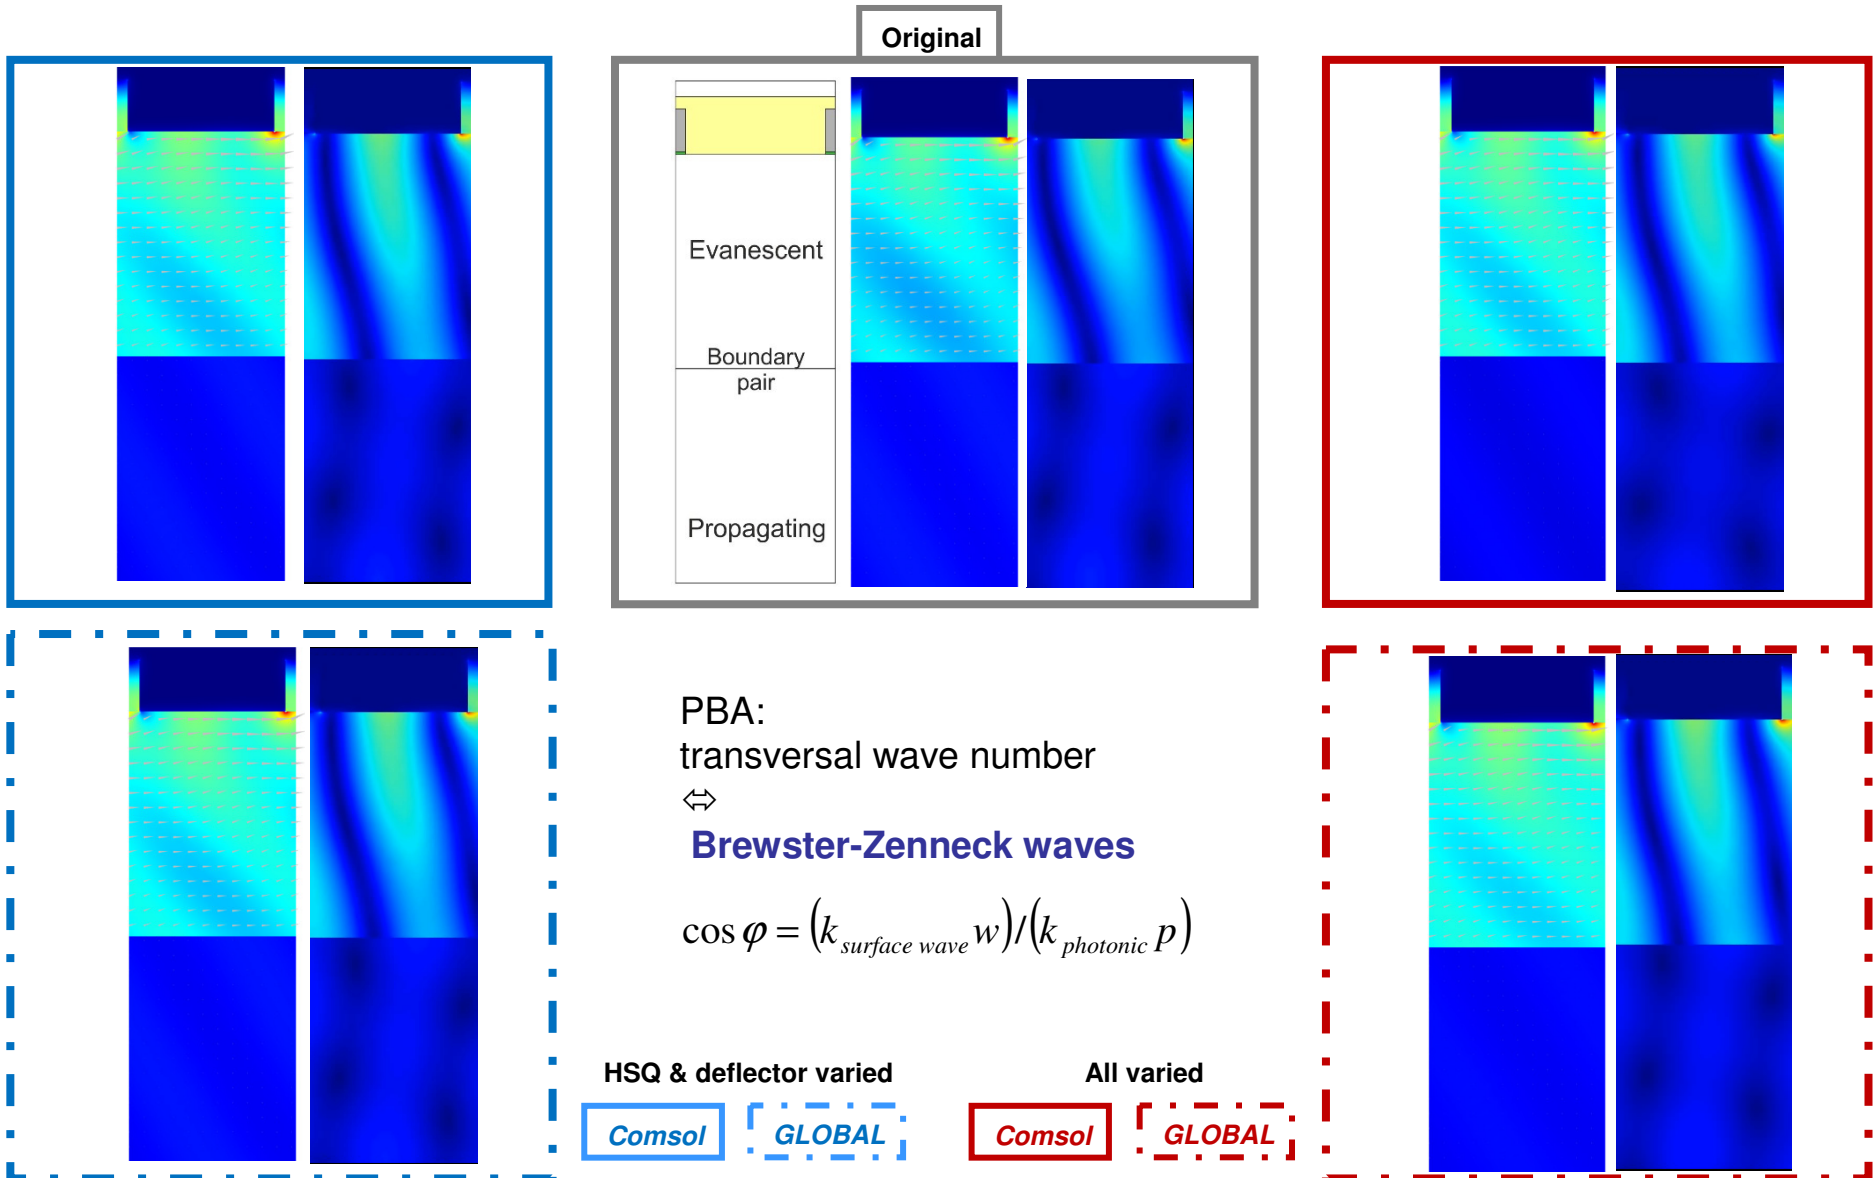 Original
Evanescent
Boundary
pair
Propagating
PBA:
transversal wave number
⇔
Brewster-Zenneck waves
cos φ = (k surface wave w)/(k photonic p)
HSQ & deflector varied
All varied
Comsol
GLOBAL
Comsol
GLOBAL